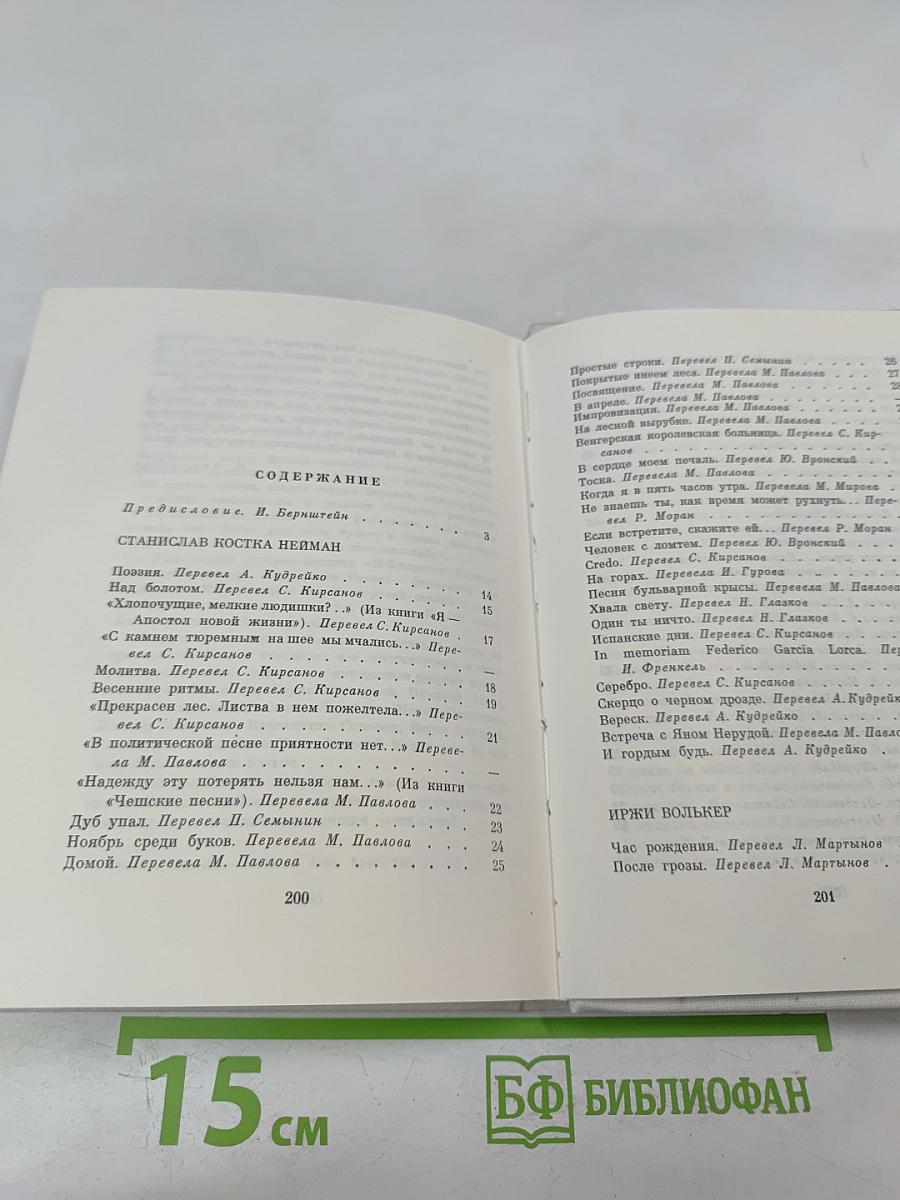 СОДЕРЖАНИЕ
Предисловие. И. Бернштейн . . . . . . . 3
СТАНИСЛАВ КОСТКА НЕЙМАН
Поэзия. Перевел А. Кудрейко . . . . . . . 14
Над болотом. Перевел С. Кирсанов . . . . . 15
«Хлопочущие, мелкие людишки?..» (Из книги «Я —
Апостол новой жизни»). Перевел С. Кирсанов . 17
«С камнем тюремным на шее мы мчались...» Пере-
вел С. Кирсанов . . . . . . . . . . . —
Молитва. Перевел С. Кирсанов . . . . . . . 18
Весенние ритмы. Перевел С. Кирсанов . . . . 19
«Прекрасен лес. Листва в нем пожелтела...» Пере-
вел С. Кирсанов . . . . . . . . . . . 21
«В политической песне приятности нет...» Переве-
ла М. Павлова . . . . . . . . . . . . —
«Надежду эту потерять нельзя нам...» (Из книги
«Чешские песни»). Перевела М. Павлова . . . 22
Дуб упал. Перевел П. Семынин . . . . . . . 23
Ноябрь среди буков. Перевела М. Павлова . . . 24
Домой. Перевела М. Павлова . . . . . . . . 25
200
Простые строки. Перевел П. Семынин . . . . . 26
Покрытые инеем леса. Перевела М. Павлова . . . 27
Посвящение. Перевела М. Павлова . . . . . . 28
В апреле. Перевела М. Павлова . . . . . . . —
Импровизация. Перевела М. Павлова . . . . . .
На лесной вырубке. Перевела М. Павлова . . . .
Венгерская королевская больница. Перевел С. Кир-
санов . . . . . . . . . . . . .
В сердце моем печаль. Перевел Ю. Вронский . .
Тоска. Перевела М. Павлова . . . . . . .
Когда я в пять часов утра. Перевела М. Мирова .
Не знаешь ты, как время может рухнуть... Пере-
вел Р. Моран . . . . . . . . . . .
Если встретите, скажите ей... Перевел Р. Моран
Человек с ломтем. Перевел Ю. Вронский . . .
Credo. Перевел С. Кирсанов . . . . . . .
На горах. Перевела И. Гурова . . . . . .
Песня бульварной крысы. Перевела М. Павлова
Хвала свету. Перевел Н. Глазков . . . . .
Один ты ничто. Перевел Н. Глазков . . . .
Испанские дни. Перевел С. Кирсанов . . . .
In memoriam Federico Garcia Lorca.
И. Френкель . . . . . . . . . . .
Серебро. Перевел С. Кирсанов . . . . . .
Скерцо о черном дрозде. Перевел А. Кудрейко
Вереск. Перевел А. Кудрейко . . . . . .
Встреча с Яном Нерудой. Перевела М. Павлова
И гордым будь. Перевел А. Кудрейко . .
ИРЖИ ВОЛЬКЕР
Час рождения. Перевел Л. Мартынов
После грозы. Перевел Л. Мартынов .
201
15 см
БФ БИБЛИОФАН